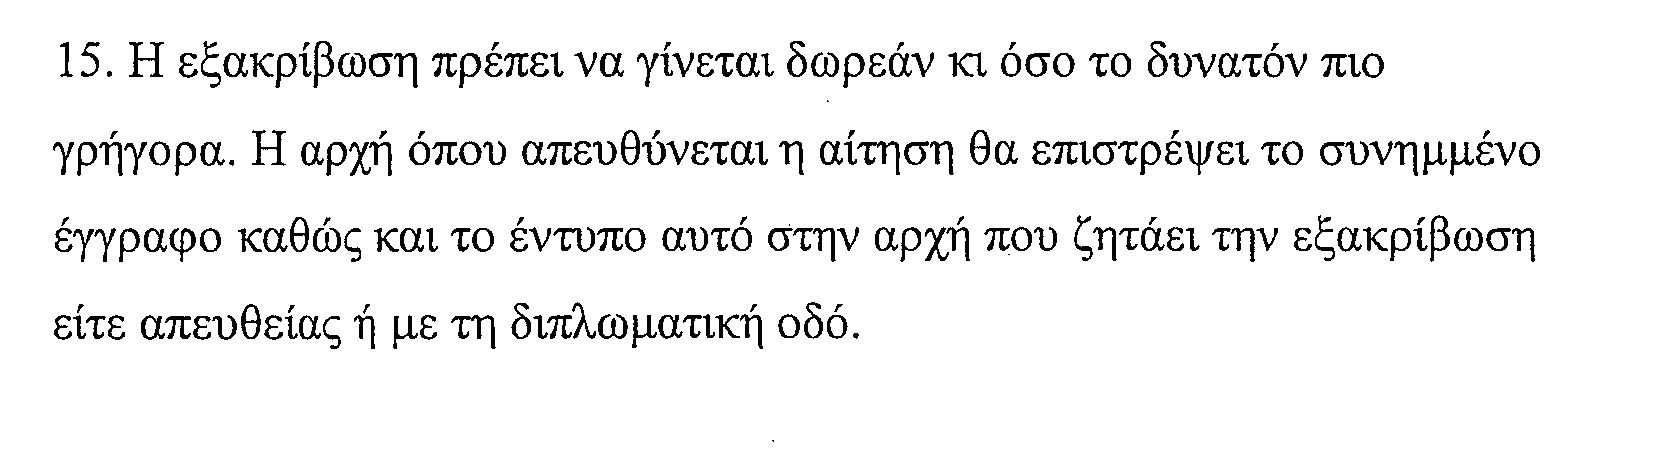 15. Η εξακρίβωση πρέπει να γίνεται δωρεάν κι όσο το δυνατόν πιο
γρήγορα. Η αρχή όπου απευθύνεται η αίτηση θα επιστρέψει το συνημμένο
έγγραφο καθώς και το έντυπο αυτό στην αρχή που ζητάει την εξακρίβωση
είτε απευθείας ή με τη διπλωματική οδό.